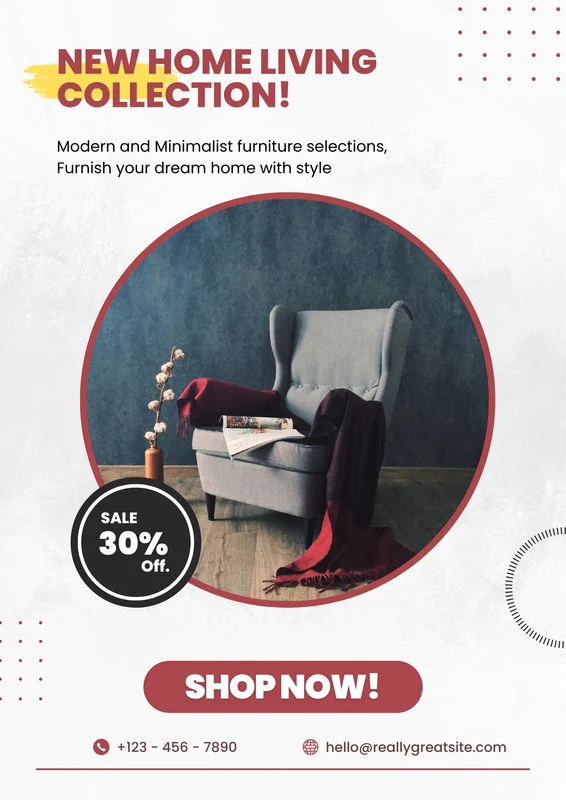 NEW HOME LIVING
COLLECTION!
Modern and Minimalist furniture selections,
Furnish your dream home with style
SALE
30%
Off.
SHOP NOW!
+123 - 456 - 7890
hello@reallygreatsite.com